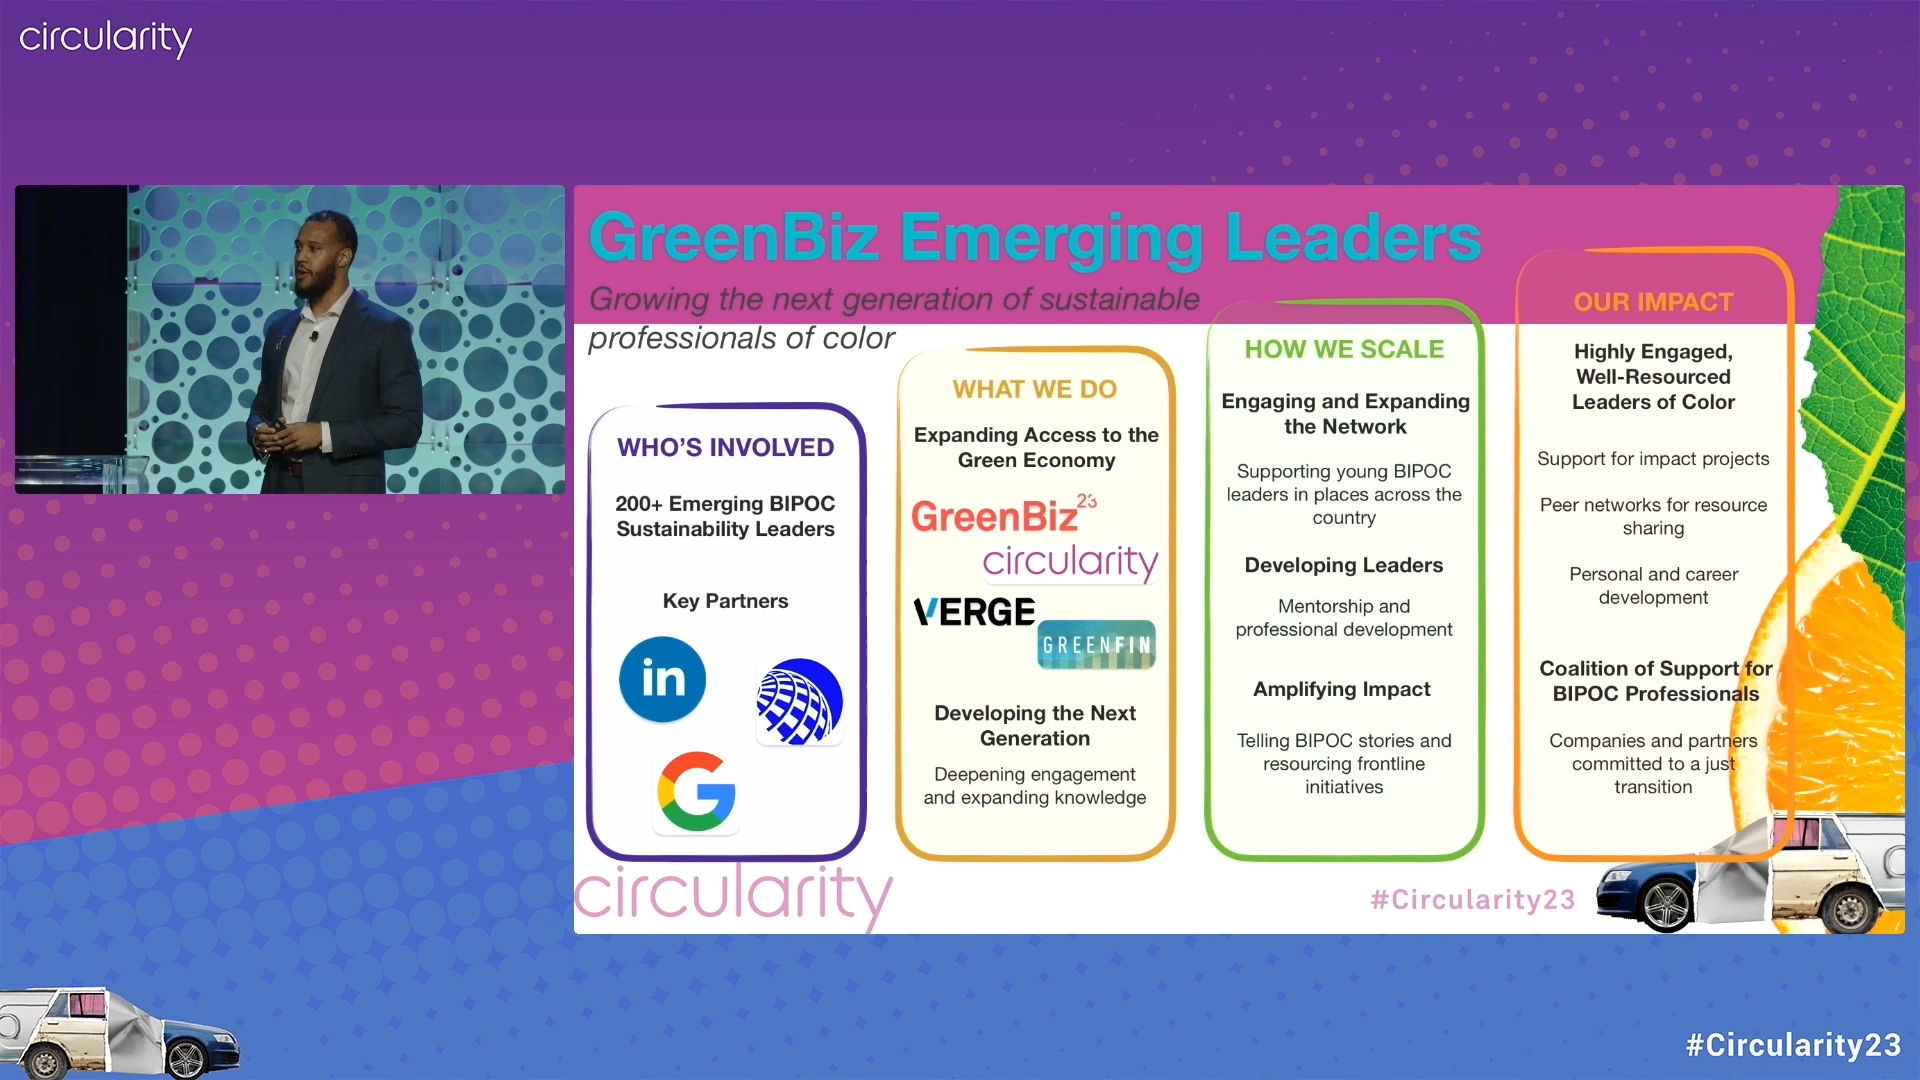 circularity
GreenBiz Emerging Leaders
Growing the next generation of sustainable
professionals of color
WHO'S INVOLVED
200+ Emerging BIPOC
Sustainability Leaders
Key Partners
in
G
WHAT WE DO
Expanding Access to the
Green Economy
GreenBiz 23
circularity
VERGE
GREENFIN
Developing the Next
Generation
Deepening engagement
and expanding knowledge
HOW WE SCALE
Engaging and Expanding
the Network
Supporting young BIPOC
leaders in places across the
country
Developing Leaders
Mentorship and
professional development
Amplifying Impact
Telling BIPOC stories and
resourcing frontline
initiatives
OUR IMPACT
Highly Engaged,
Well-Resourced
Leaders of Color
Support for impact projects
Peer networks for resource
sharing
Personal and career
development
Coalition of Support for
BIPOC Professionals
Companies and partners
committed to a just
transition
circularity
#Circularity23
#Circularity23